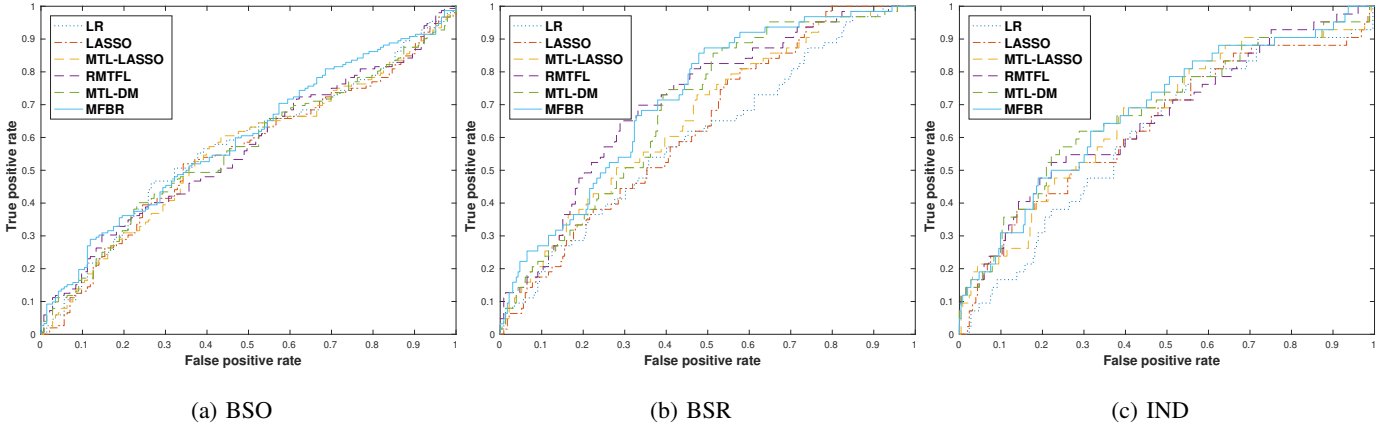 True positive rate
1
0.9
0.8
0.7
0.6
0.5
0.4
0.3
0.2
0.1
0
LR
LASSO
MTL-LASSO
RMTFL
MTL-DM
MFBR
0 0.1 0.2 0.3 0.4 0.5 0.6 0.7 0.8 0.9 1
False positive rate
(a) BSO
True positive rate
1
0.9
0.8
0.7
0.6
0.5
0.4
0.3
0.2
0.1
0
LR
LASSO
MTL-LASSO
RMTFL
MTL-DM
MFBR
0 0.1 0.2 0.3 0.4 0.5 0.6 0.7 0.8 0.9 1
False positive rate
(b) BSR
True positive rate
1
0.9
0.8
0.7
0.6
0.5
0.4
0.3
0.2
0.1
0
LR
LASSO
MTL-LASSO
RMTFL
MTL-DM
MFBR
0 0.1 0.2 0.3 0.4 0.5 0.6 0.7 0.8 0.9 1
False positive rate
(c) IND